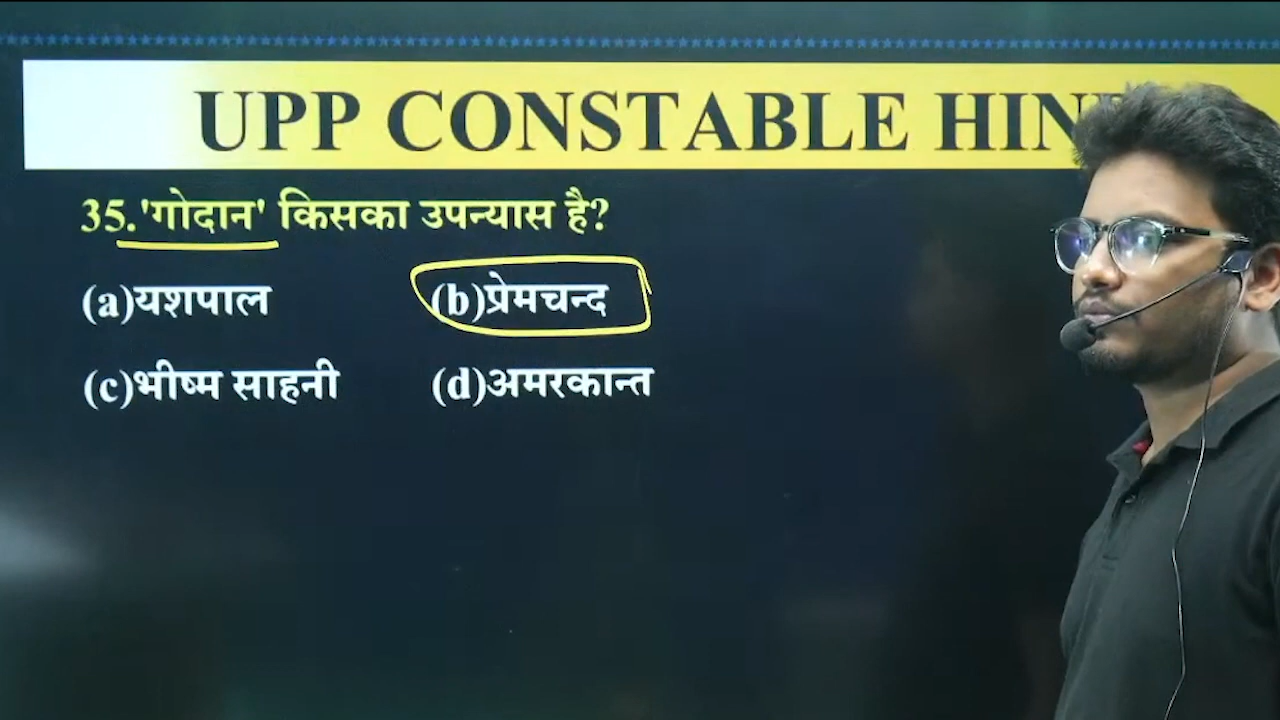 UPP CONSTABLE HIN
35.'गोदान' किसका उपन्यास है?
(a)यशपाल (b)प्रेमचन्द
(c)भीष्म साहनी (d)अमरकान्त